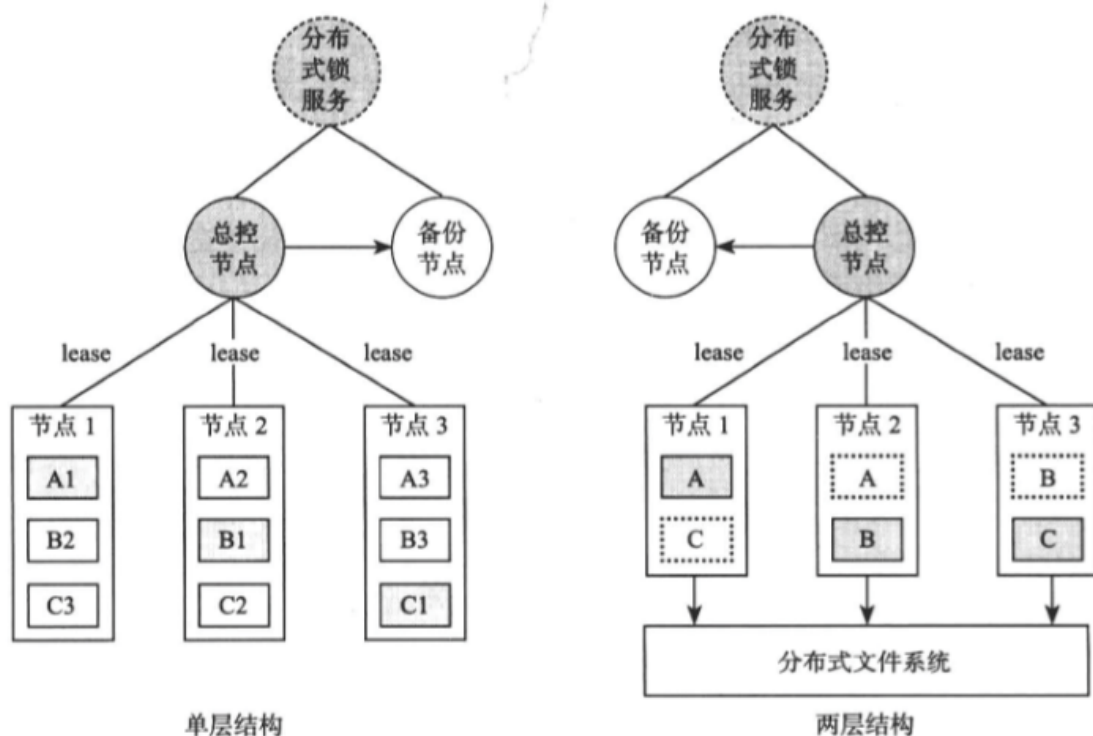 分布
式锁
服务
总控
节点
备份
节点
lease
lease
lease
节点 1
A1
B2
C3
节点 2
A2
B1
C2
节点 3
A3
B3
C1
单层结构
分布
式锁
服务
备份
节点
总控
节点
lease
lease
lease
节点 1
A
C
节点 2
A
B
节点 3
B
C
分布式文件系统
两层结构